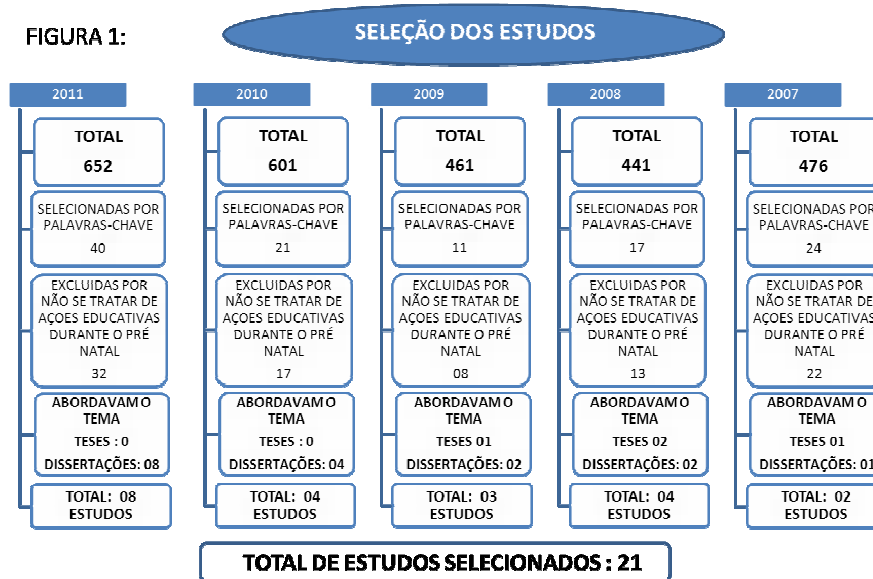 FIGURA 1:
SELEÇÃO DOS ESTUDOS
2011
TOTAL
652
SELECIONADAS POR
PALAVRAS-CHAVE
40
EXCLUIDAS POR
NÃO SE TRATAR DE
AÇOES EDUCATIVAS
DURANTE O PRÉ
NATAL
32
ABORDAVAM O
TEMA
TESES : 0
DISSERTAÇÕES: 08
TOTAL: 08
ESTUDOS
2010
TOTAL
601
SELECIONADAS POR
PALAVRAS-CHAVE
21
EXCLUIDAS POR
NÃO SE TRATAR DE
AÇOES EDUCATIVAS
DURANTE O PRÉ
NATAL
17
ABORDAVAM O
TEMA
TESES : 0
DISSERTAÇÕES: 04
TOTAL: 04
ESTUDOS
2009
TOTAL
461
SELECIONADAS POR
PALAVRAS-CHAVE
11
EXCLUIDAS POR
NÃO SE TRATAR DE
AÇOES EDUCATIVAS
DURANTE O PRÉ
NATAL
08
ABORDAVAM O
TEMA
TESES 01
DISSERTAÇÕES: 02
TOTAL: 03
ESTUDOS
2008
TOTAL
441
SELECIONADAS POR
PALAVRAS-CHAVE
17
EXCLUIDAS POR
NÃO SE TRATAR DE
AÇOES EDUCATIVAS
DURANTE O PRÉ
NATAL
13
ABORDAVAM O
TEMA
TESES 02
DISSERTAÇÕES: 02
TOTAL: 04
ESTUDOS
2007
TOTAL
476
SELECIONADAS POR
PALAVRAS-CHAVE
24
EXCLUIDAS POR
NÃO SE TRATAR DE
AÇOES EDUCATIVAS
DURANTE O PRÉ
NATAL
22
ABORDAVAM O
TEMA
TESES 01
DISSERTAÇÕES: 01
TOTAL: 02
ESTUDOS
TOTAL DE ESTUDOS SELECIONADOS : 21